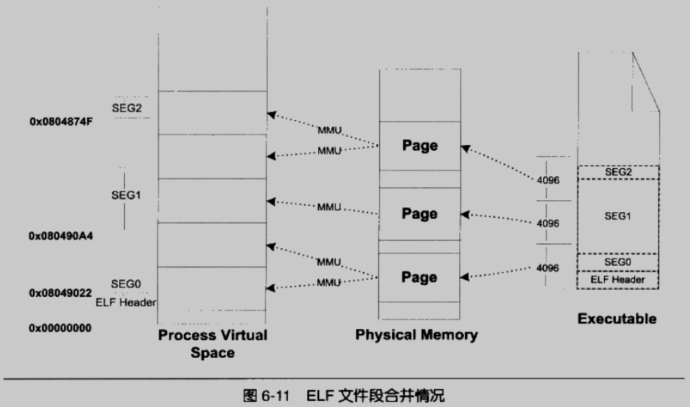 SEG2
0x0804874F
SEG1
0x080490A4
SEG0
0x08049022
ELF Header
0x00000000
Process Virtual
Space
MMU
MMU
MMU
MMU
MMU
Page
Page
Page
Physical Memory
4096
4096
4096
SEG2
SEG1
SEG0
ELF Header
Executable
图 6-11 ELF 文件段合并情况